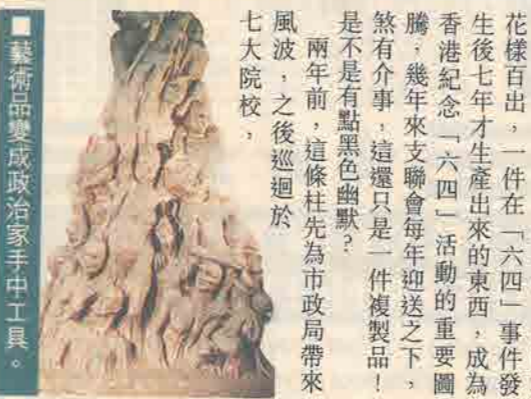 花樣百出，一件在「六四」事件發
生後七年才生產出來的東西，成為
香港紀念「六四」活動的重要圖
騰，幾年來支聯會每年迎送之下，
煞有介事，這還只是一件複製品！
是不是有點黑色幽默？
兩年前，這條柱先為市政局帶來
風波，之後巡迴於
七大院校，
■藝術品變成政治家手中工具。